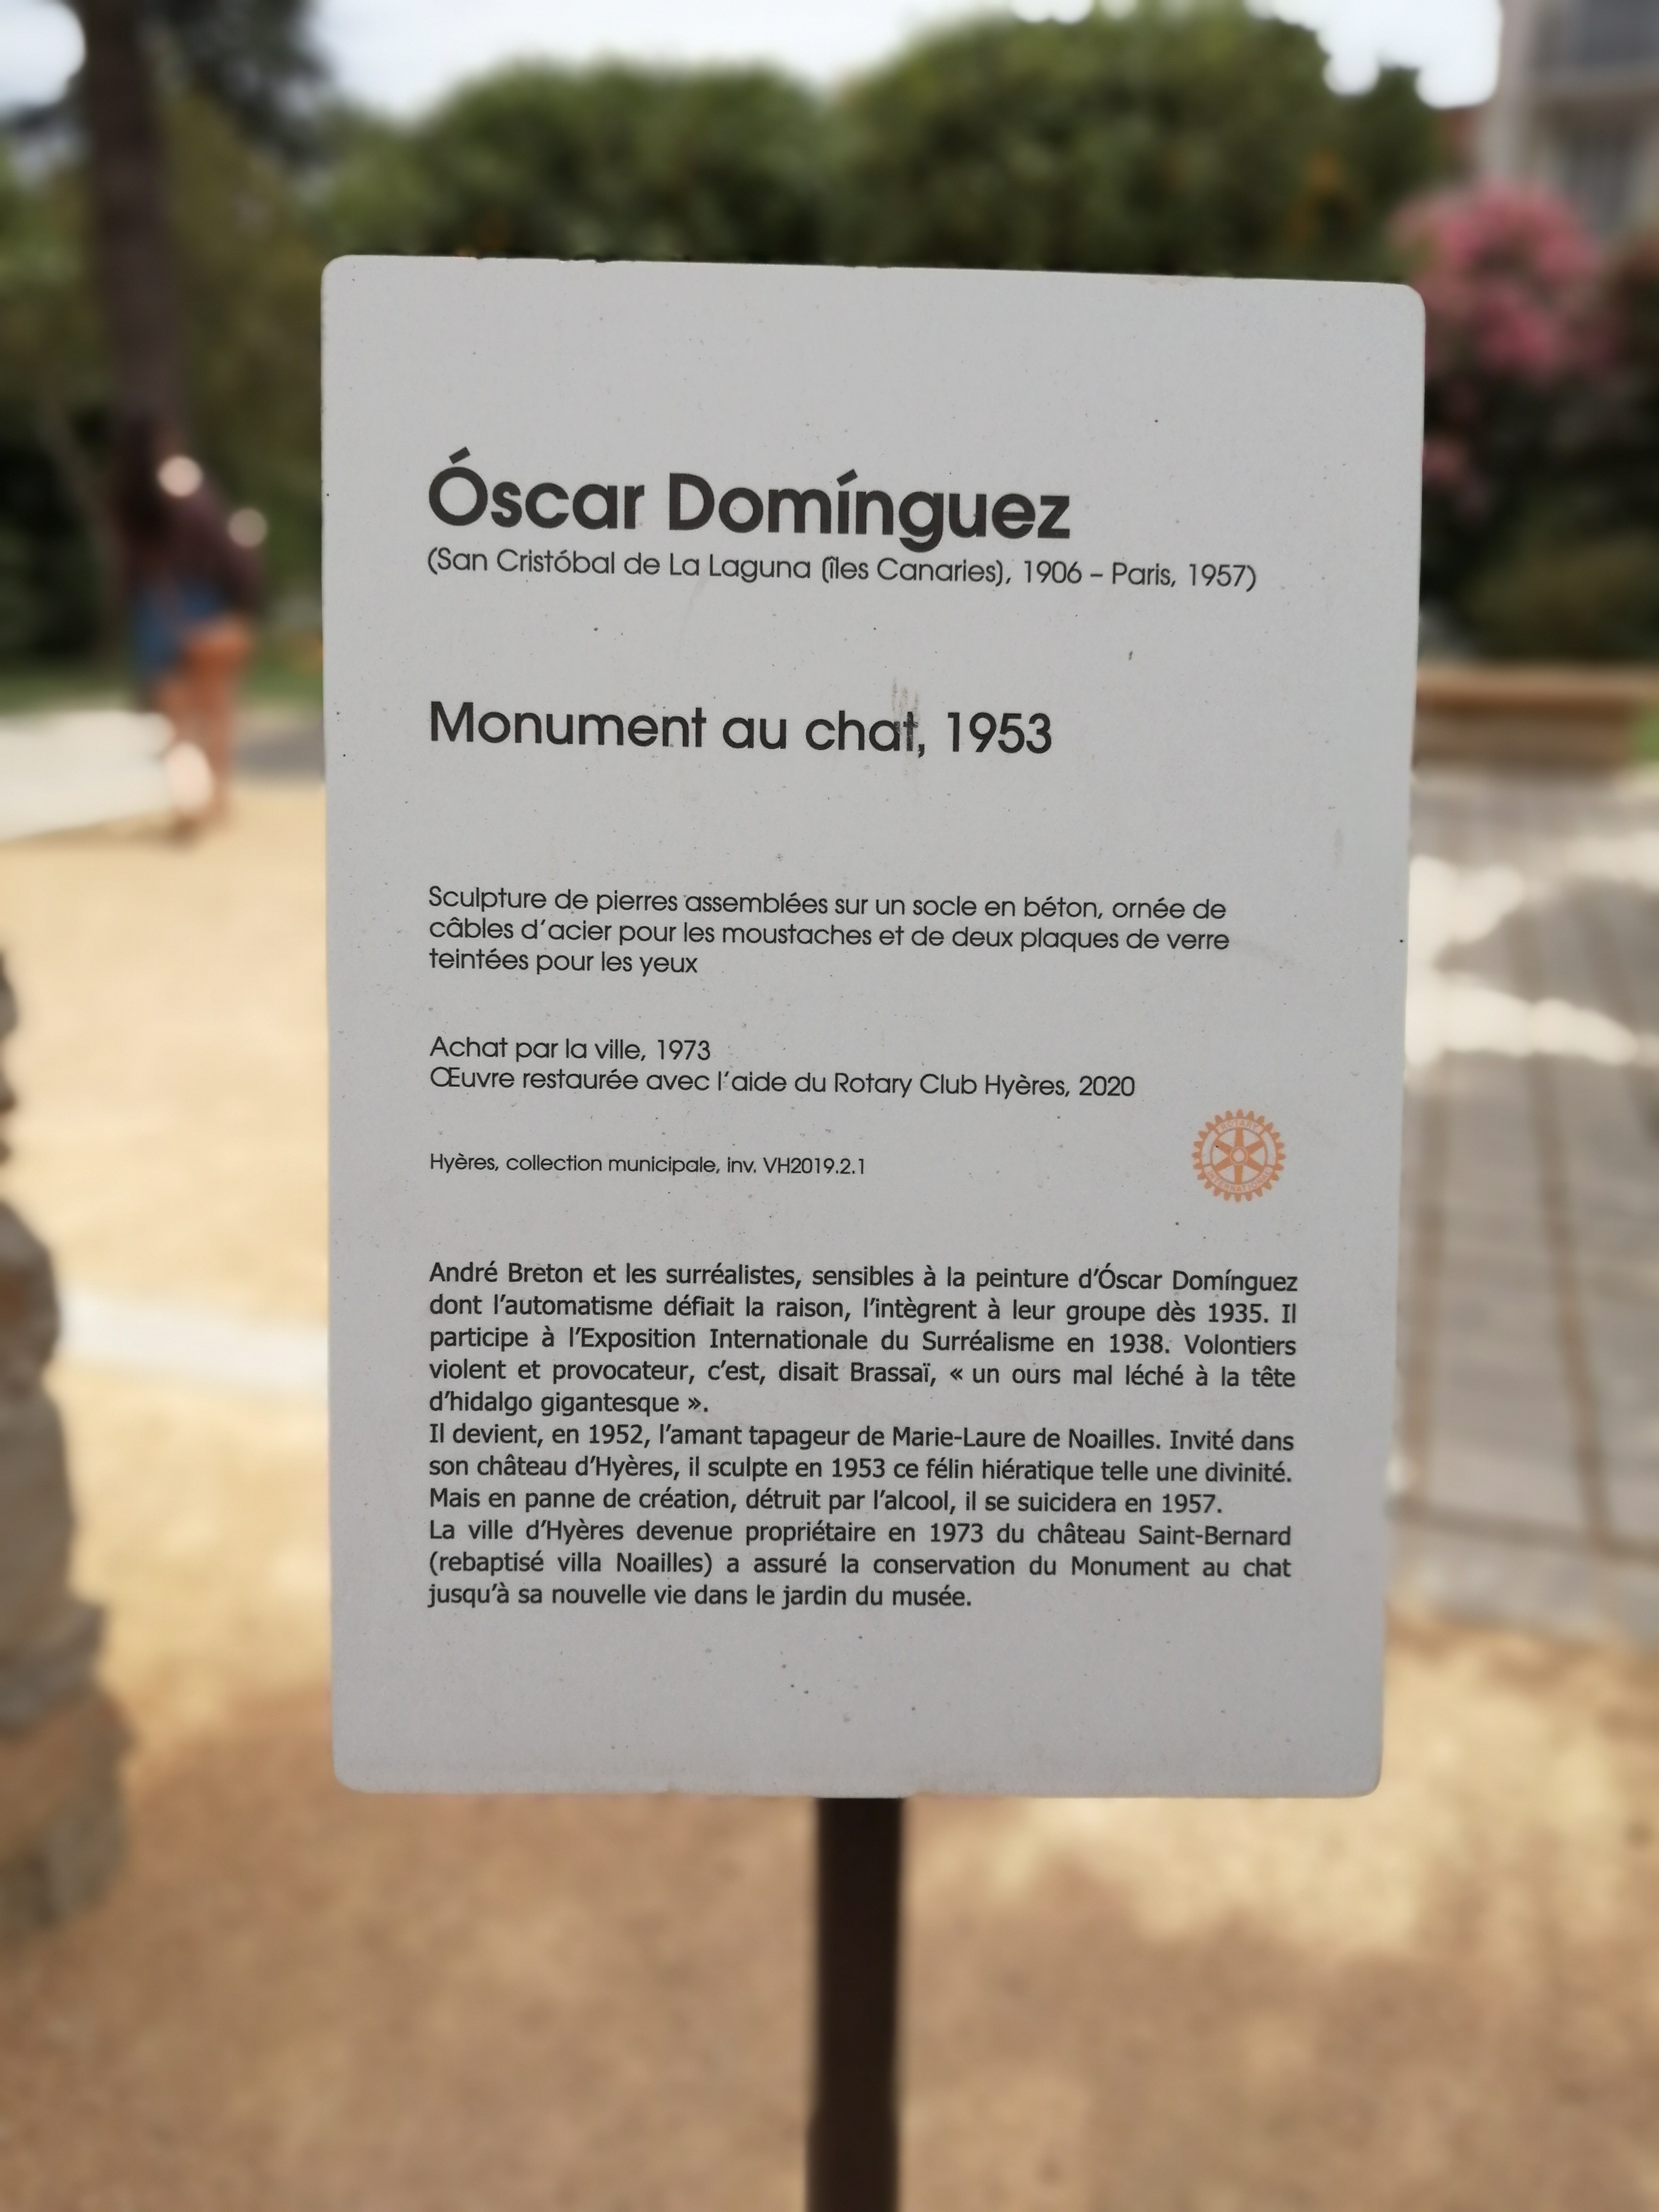 Óscar Domínguez
(San Cristóbal de La Laguna (îles Canaries), 1906 – Paris, 1957)
Monument au chat, 1953
Sculpture de pierres assemblées sur un socle en béton, ornée de
câbles d'acier pour les moustaches et de deux plaques de verre
teintées pour les yeux
Achat par la ville, 1973
Œuvre restaurée avec l'aide du Rotary Club Hyères, 2020
ROTARY
INTERNATIONAL
Hyères, collection municipale, inv. VH2019.2.1
André Breton et les surréalistes, sensibles à la peinture d'Óscar Domínguez
dont l'automatisme défiait la raison, l'intègrent à leur groupe dès 1935. Il
participe à l'Exposition Internationale du Surréalisme en 1938. Volontiers
violent et provocateur, c'est, disait Brassaï, « un ours mal léché à la tête
d'hidalgo gigantesque ».
Il devient, en 1952, l'amant tapageur de Marie-Laure de Noailles. Invité dans
son château d'Hyères, il sculpte en 1953 ce félin hiératique telle une divinité.
Mais en panne de création, détruit par l'alcool, il se suicidera en 1957.
La ville d'Hyères devenue propriétaire en 1973 du château Saint-Bernard
(rebaptisé villa Noailles) a assuré la conservation du Monument au chat
jusqu'à sa nouvelle vie dans le jardin du musée.